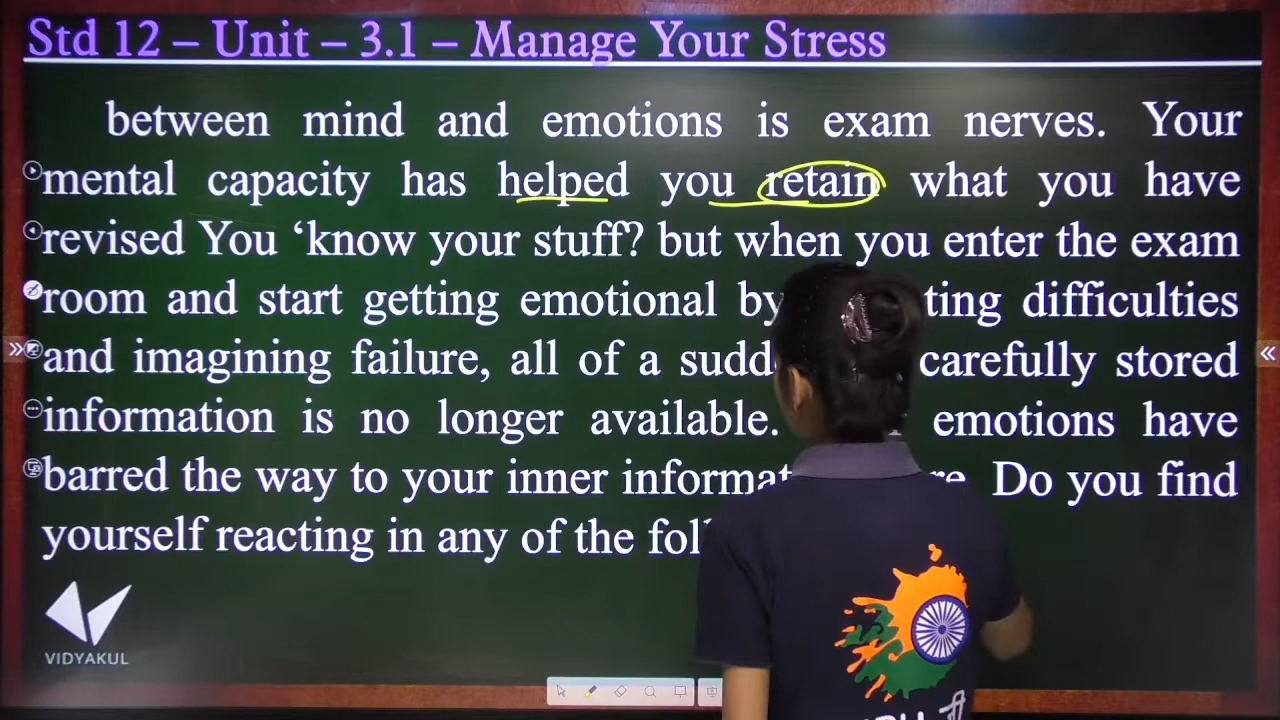 Std 12 – Unit – 3.1 – Manage Your Stress
between mind and emotions is exam nerves. Your
mental capacity has helped you retain what you have
revised You ‘know your stuff? but when you enter the exam
room and start getting emotional by ting difficulties
and imagining failure, all of a sudd carefully stored
information is no longer available. emotions have
barred the way to your inner informat re. Do you find
yourself reacting in any of the fol
VIDYAKUL